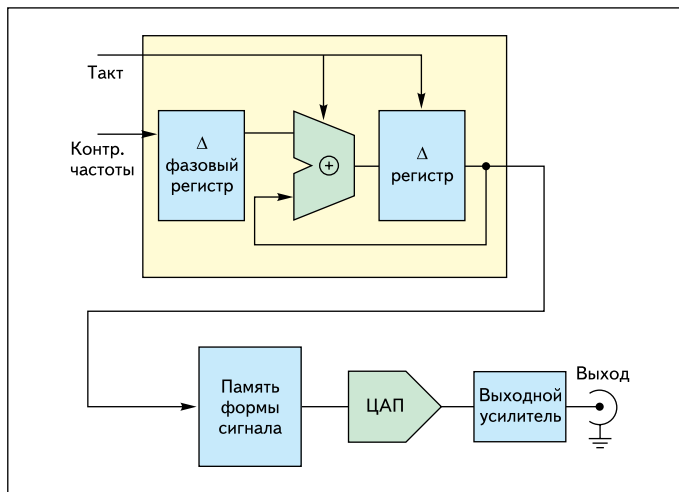 Такт
Контр.
частоты
Δ
фазовый
регистр
+
Δ
регистр
Память
формы
сигнала
ЦАП
Выходной
усилитель
Выход